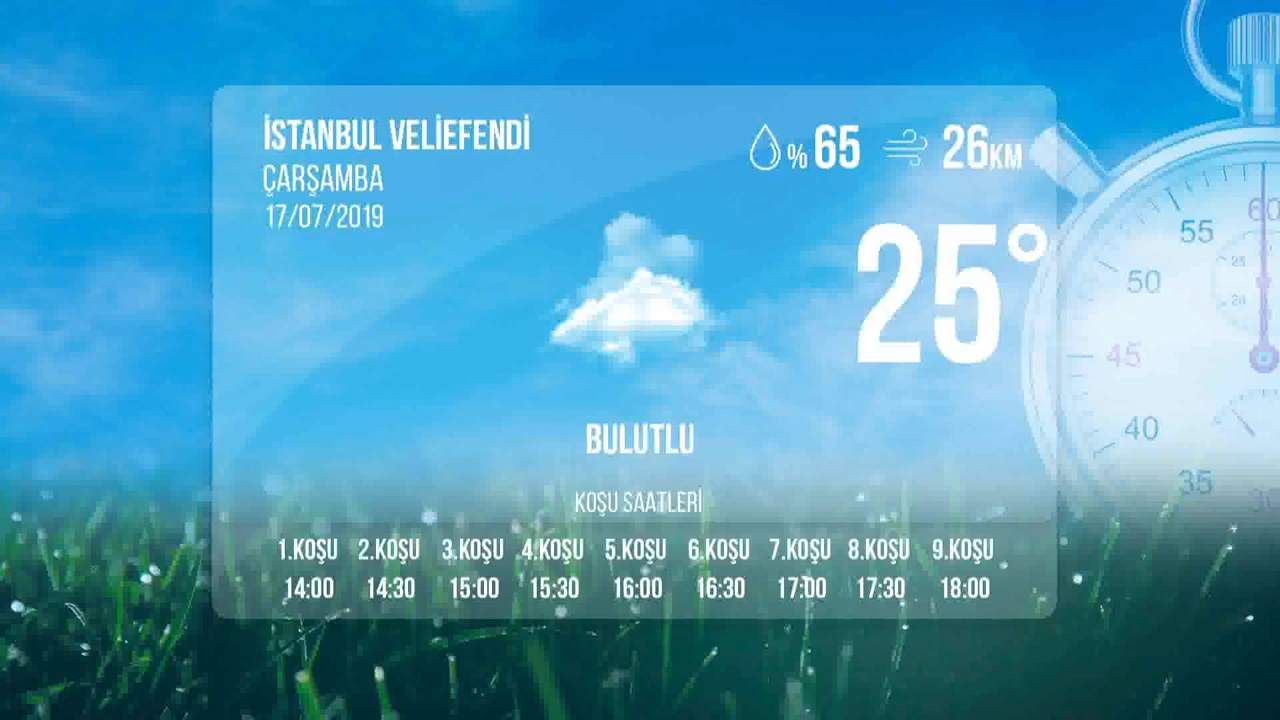 İSTANBUL VELİEFENDİ
ÇARŞAMBA
17/07/2019
% 65 26KM
25°
BULUTLU
KOŞU SAATLERİ
1.KOŞU 2.KOŞU 3.KOŞU 4.KOŞU 5.KOŞU 6.KOŞU 7.KOŞU 8.KOŞU 9.KOŞU
14:00 14:30 15:00 15:30 16:00 16:30 17:00 17:30 18:00
60
55
50
45
40
35
30
25
20